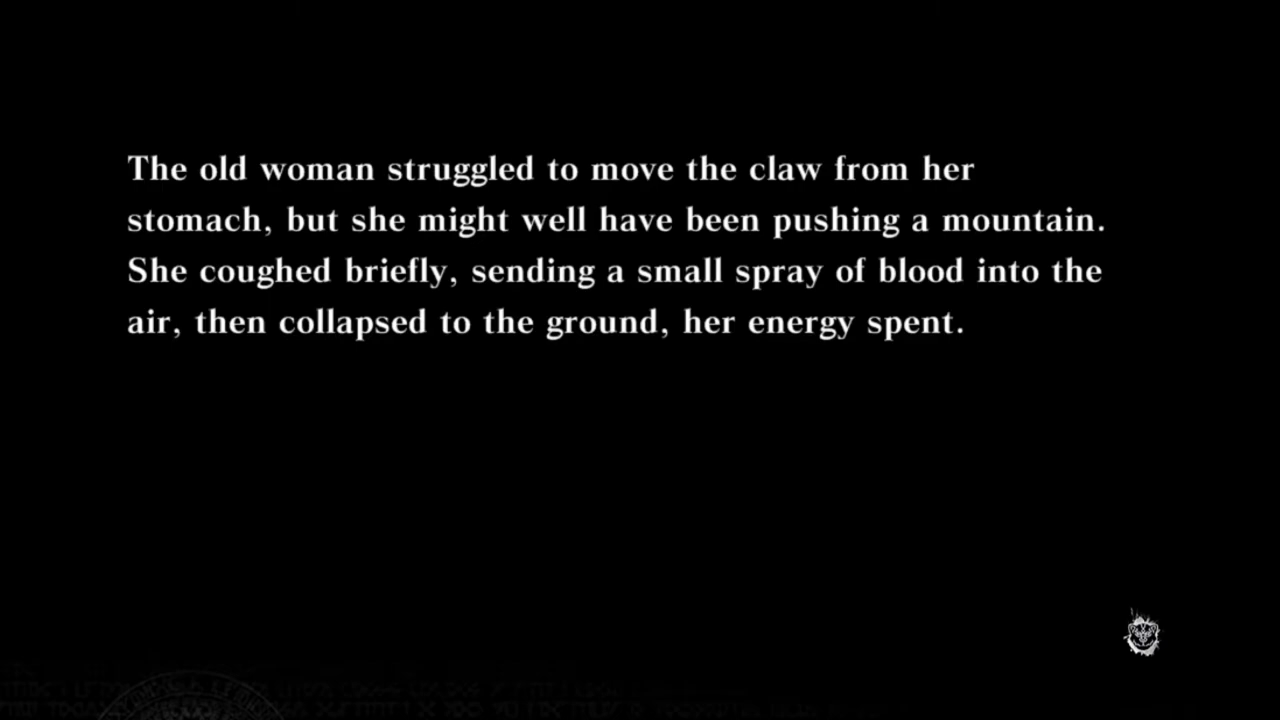 The old woman struggled to move the claw from her
stomach, but she might well have been pushing a mountain.
She coughed briefly, sending a small spray of blood into the
air, then collapsed to the ground, her energy spent.